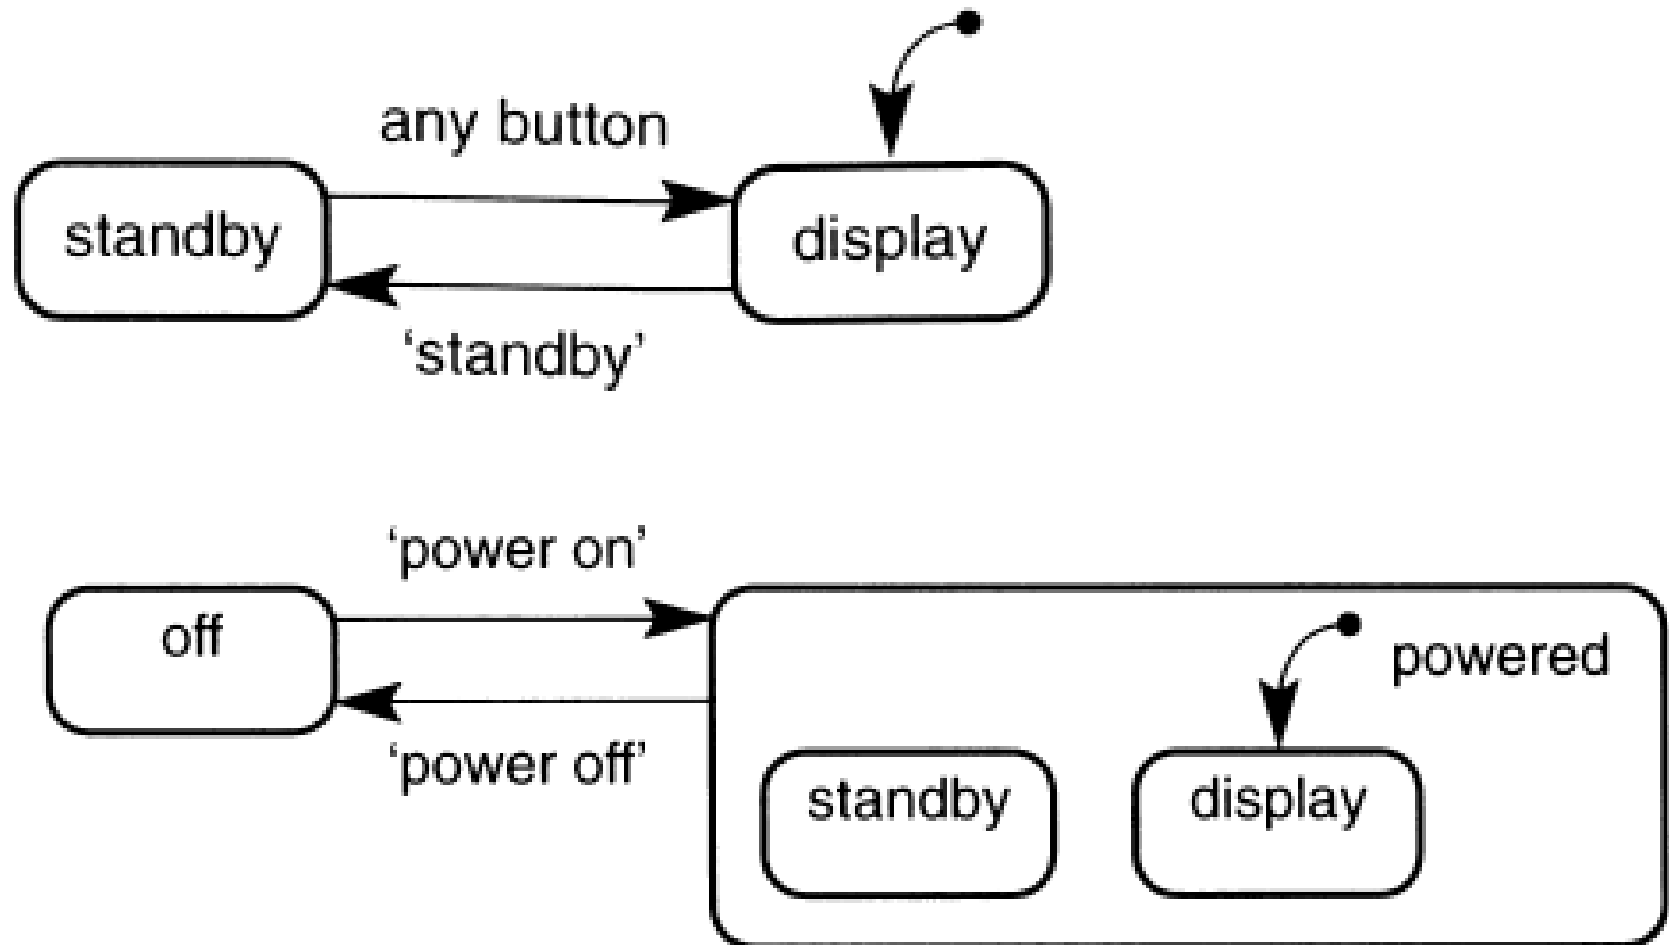 any button
standby
display
‘standby’
‘power on’
off
powered
‘power off’
standby
display